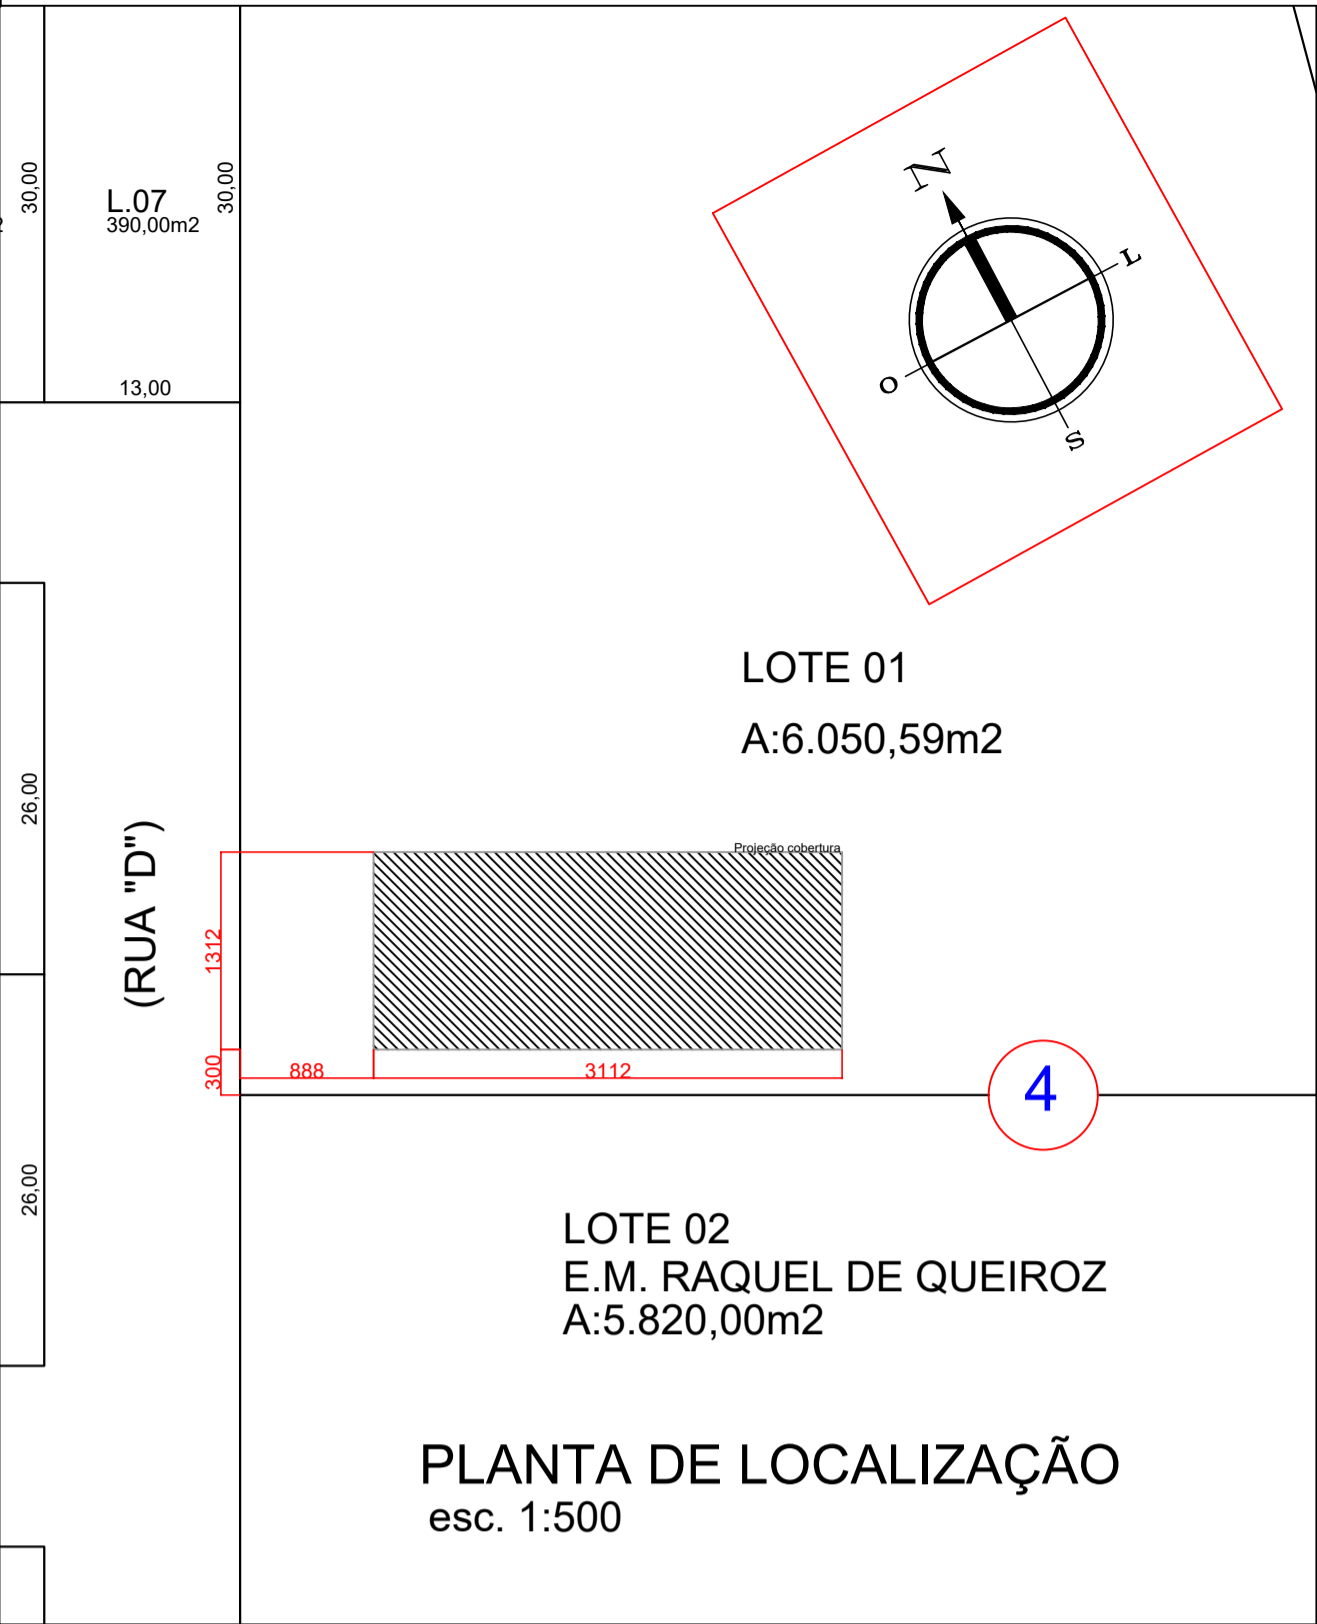 30,00
L.07
390,00m2
30,00
13,00
N
L
O
S
LOTE 01
A:6.050,59m2
26,00
(RUA "D")
Projeção cobertura
1312
300
888
3112
4
26,00
LOTE 02
E.M. RAQUEL DE QUEIROZ
A:5.820,00m2
PLANTA DE LOCALIZAÇÃO
esc. 1:500